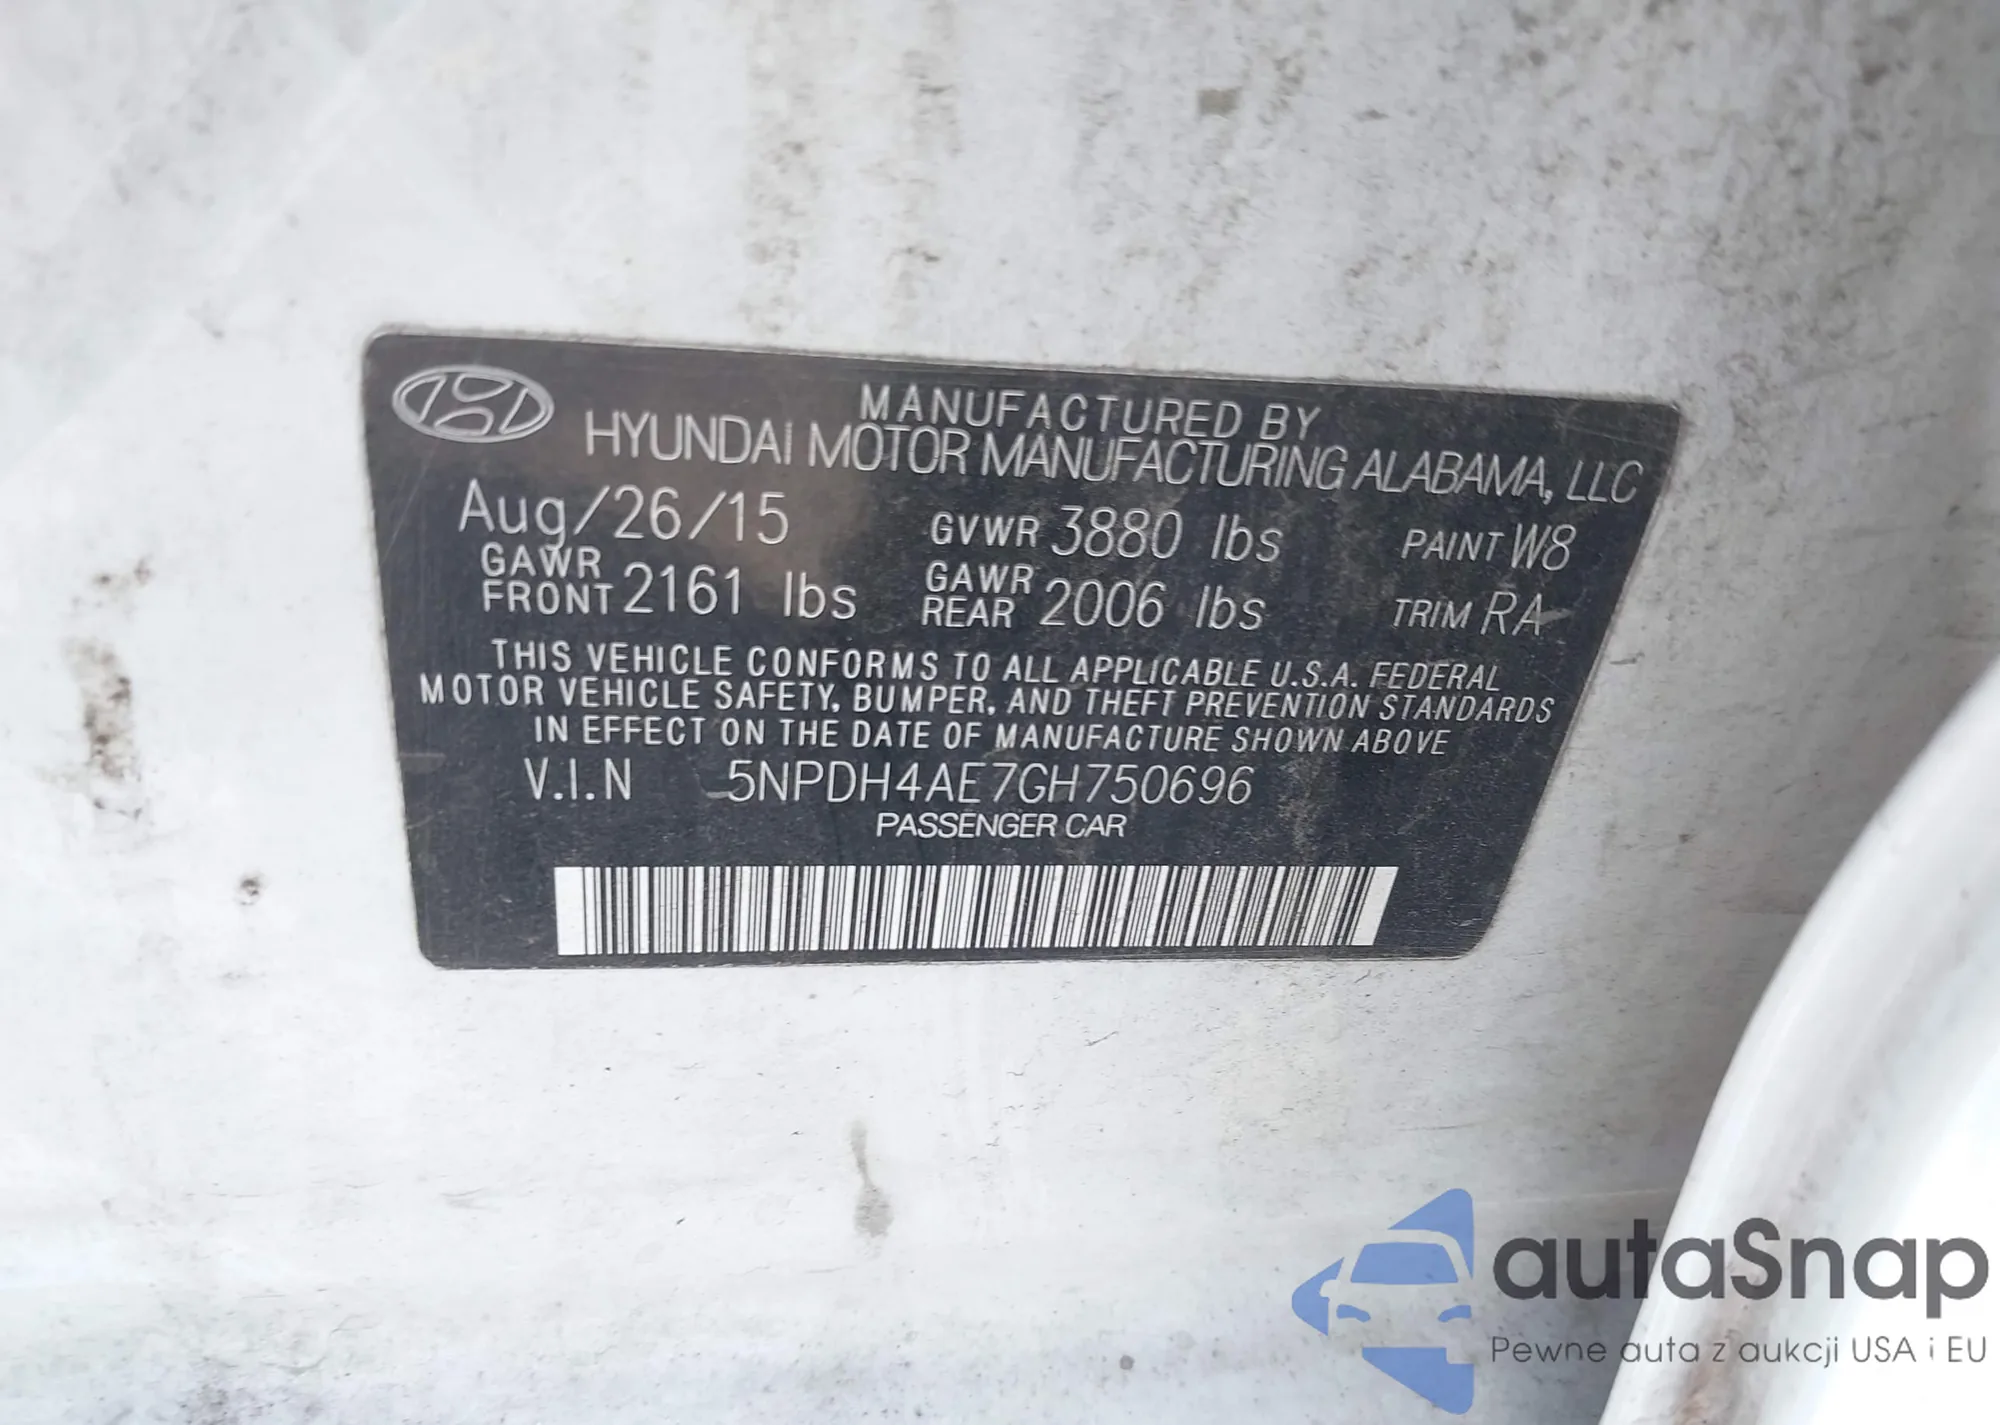 MANUFACTURED BY
HYUNDAI MOTOR MANUFACTURING ALABAMA, LLC
Aug/26/15 GVWR 3880 lbs PAINT W8
GAWR FRONT 2161 lbs GAWR REAR 2006 lbs TRIM RA
THIS VEHICLE CONFORMS TO ALL APPLICABLE U.S.A. FEDERAL
MOTOR VEHICLE SAFETY, BUMPER, AND THEFT PREVENTION STANDARDS
IN EFFECT ON THE DATE OF MANUFACTURE SHOWN ABOVE
V.I.N 5NPDH4AE7GH750696
PASSENGER CAR
autaSnap
Pewne auta z aukcji USA i EU